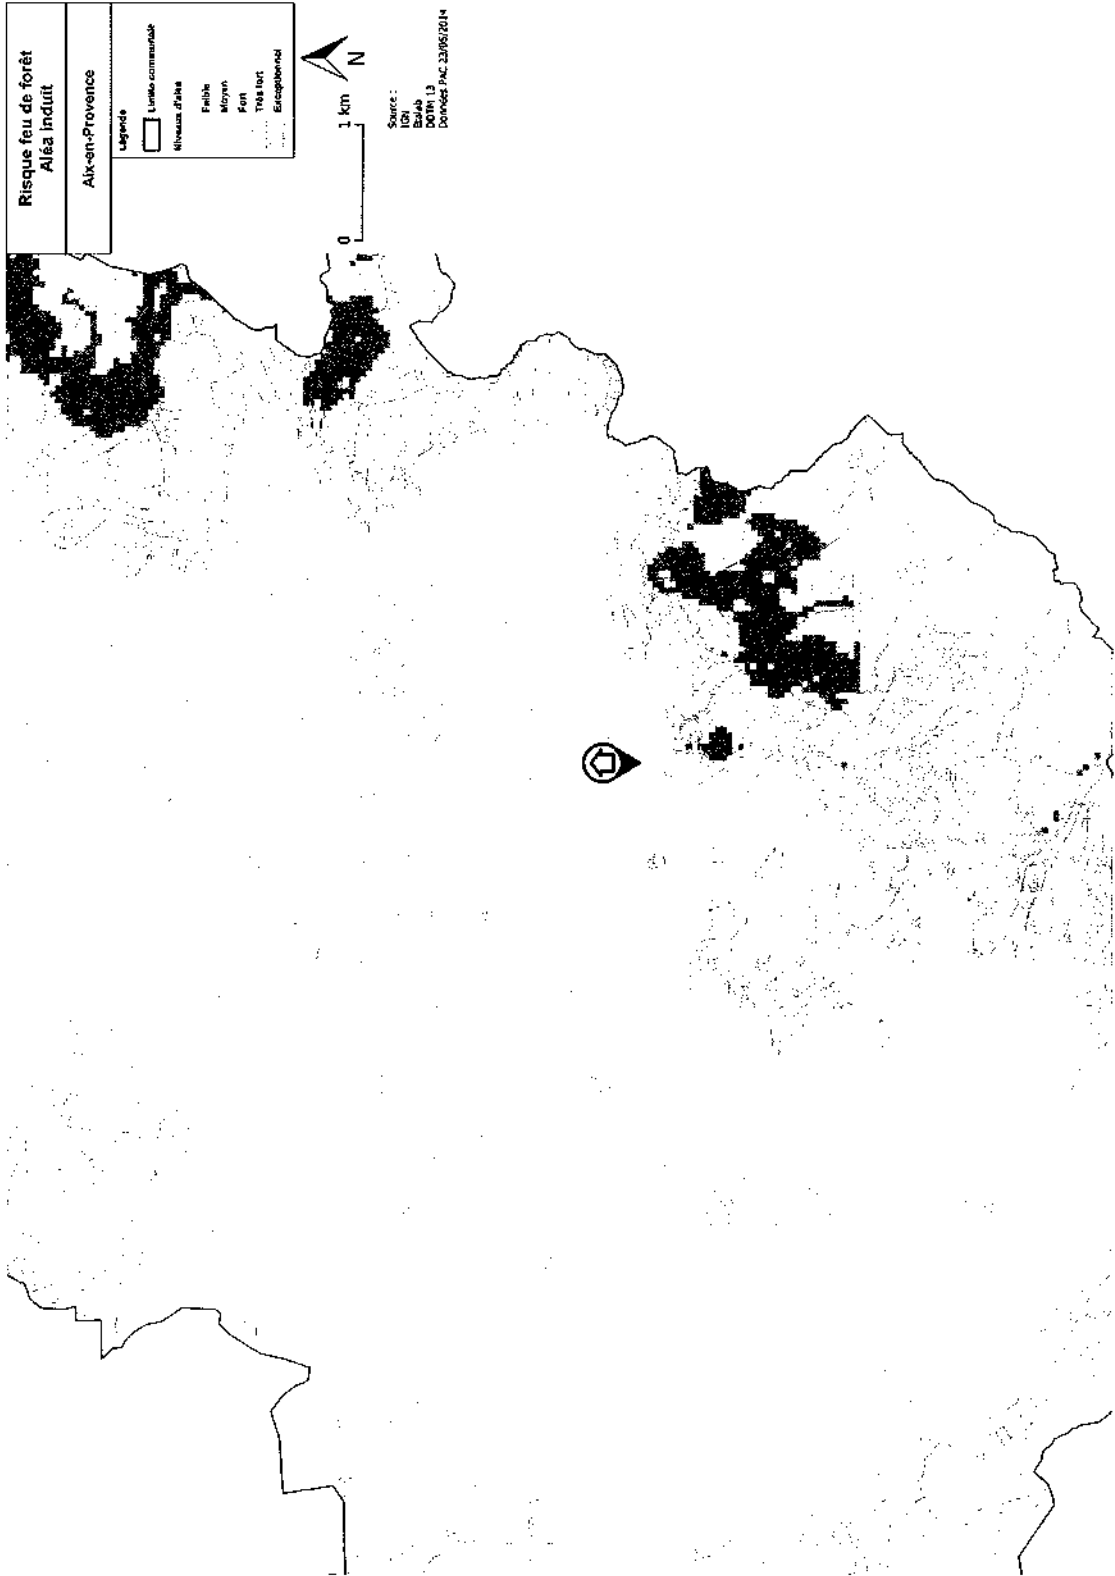 Risque feu de forêt
Aléa induit
Aix-en-Provence
Légende
Limite communale
Niveaux d'aléa
Faible
Moyen
Fort
Très fort
Exceptionnel
N
0
1 km
Source :
IGN
Etalab
DDTM 13
Données PAC 23/05/2014